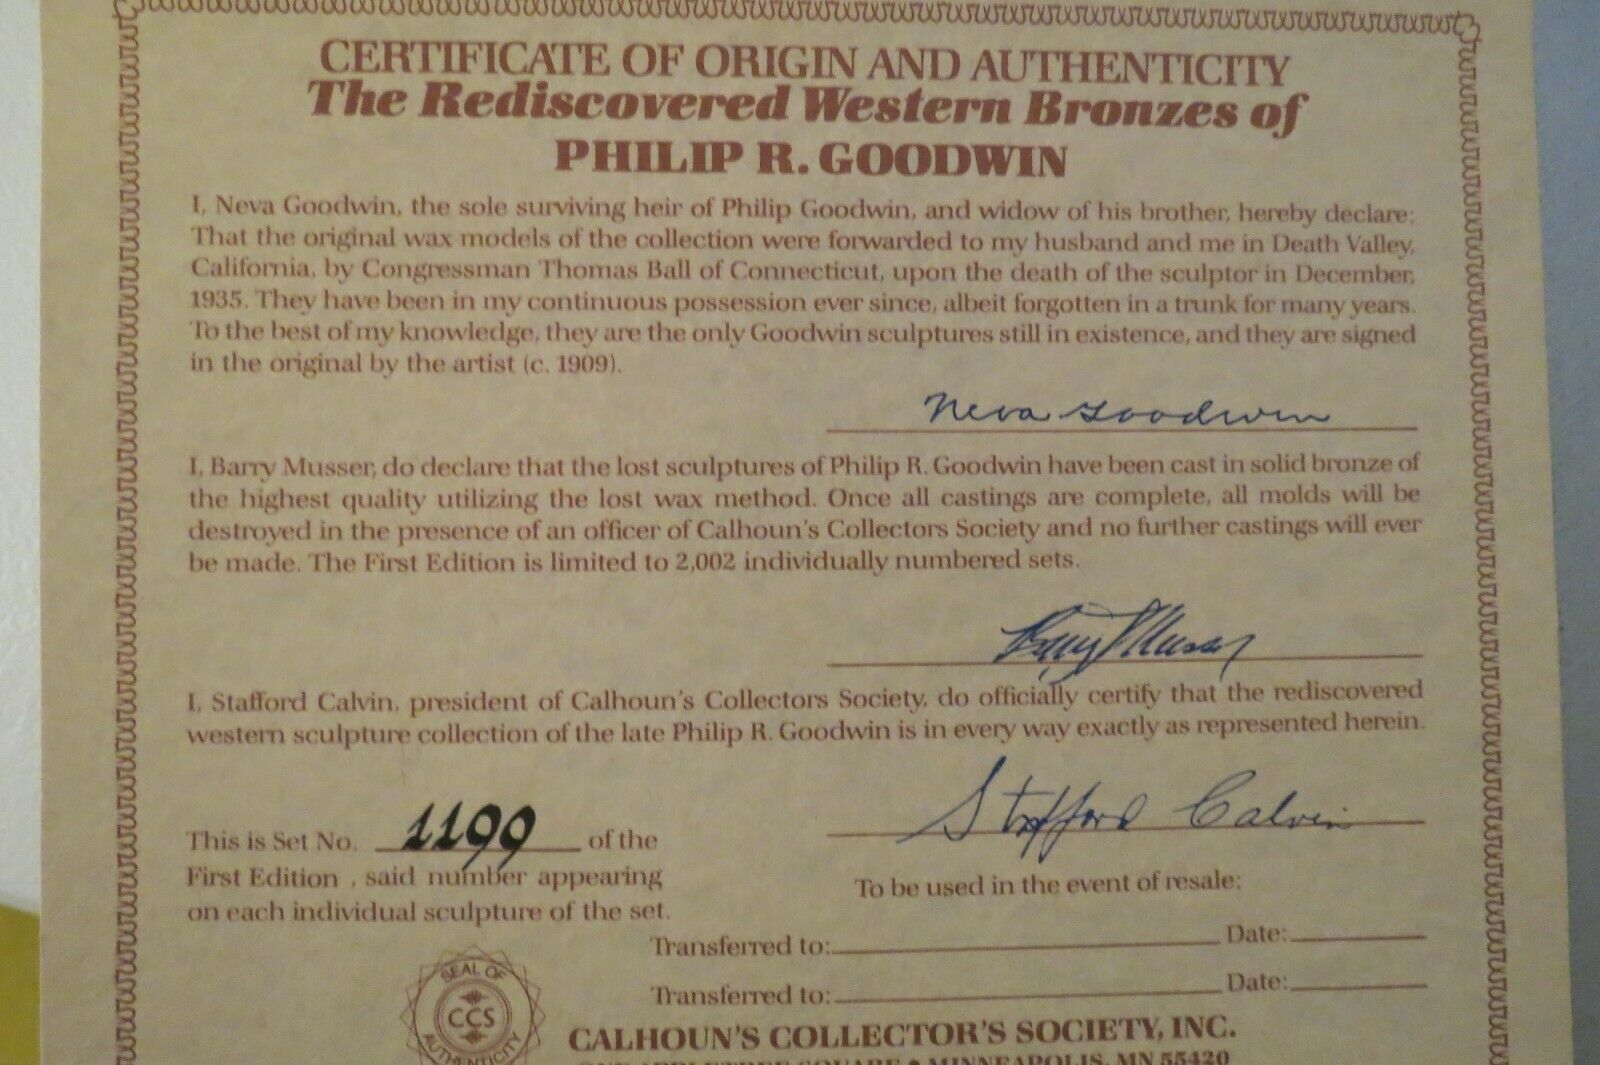 CERTIFICATE OF ORIGIN AND AUTHENTICITY
The Rediscovered Western Bronzes of
PHILIP R. GOODWIN
I, Neva Goodwin, the sole surviving heir of Philip Goodwin, and widow of his brother, hereby declare:
That the original wax models of the collection were forwarded to my husband and me in Death Valley,
California, by Congressman Thomas Ball of Connecticut, upon the death of the sculptor in December,
1935. They have been in my continuous possession ever since, albeit forgotten in a trunk for many years.
To the best of my knowledge, they are the only Goodwin sculptures still in existence, and they are signed
in the original by the artist (c. 1909).
Neva Goodwin
I, Barry Musser, do declare that the lost sculptures of Philip R. Goodwin have been cast in solid bronze of
the highest quality utilizing the lost wax method. Once all castings are complete, all molds will be
destroyed in the presence of an officer of Calhoun's Collectors Society and no further castings will ever
be made. The First Edition is limited to 2,002 individually numbered sets.
Barry Musser
I, Stafford Calvin, president of Calhoun's Collectors Society, do officially certify that the rediscovered
western sculpture collection of the late Philip R. Goodwin is in every way exactly as represented herein.
Stafford Calvin
This is Set No. 1199 of the
First Edition , said number appearing
on each individual sculpture of the set.
To be used in the event of resale:
Transferred to: Date:
Transferred to: Date:
SEAL OF
CCS
AUTHENTICITY
CALHOUN'S COLLECTOR'S SOCIETY, INC.
ONE APPLETREE SQUARE • MINNEAPOLIS, MN 55420